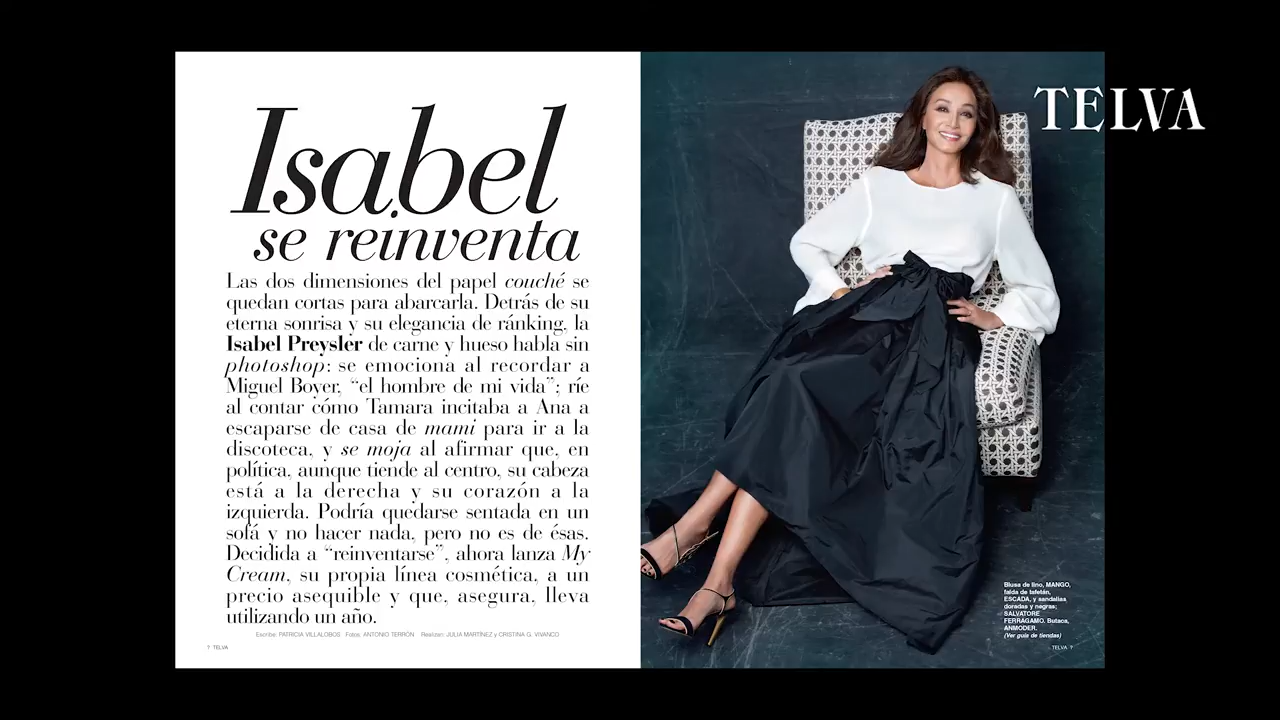 Isabel
se reinventa
Las dos dimensiones del papel couché se
quedan cortas para abarcarla. Detrás de su
eterna sonrisa y su elegancia de ránking, la
Isabel Preysler de carne y hueso habla sin
photoshop: se emociona al recordar a
Miguel Boyer, “el hombre de mi vida”; ríe
al contar cómo Tamara incitaba a Ana a
escaparse de casa de mami para ir a la
discoteca, y se moja al afirmar que, en
política, aunque tiende al centro, su cabeza
está a la derecha y su corazón a la
izquierda. Podría quedarse sentada en un
sofá y no hacer nada, pero no es de ésas.
Decidida a “reinventarse”, ahora lanza My
Cream, su propia línea cosmética, a un
precio asequible y que, asegura, lleva
utilizando un año.
Escribe: PATRICIA VILLALOBOS Fotos: ANTONIO TERRÓN Realizan: JULIA MARTÍNEZ y CRISTINA G. VIVANCO
? TELVA
TELVA
Blusa de lino, MANGO,
falda de tafetán,
ESCADA, y sandalias
doradas y negras;
SALVATORE
FERRAGAMO. Butaca,
ANMODER.
(Ver guía de tiendas)
TELVA ?